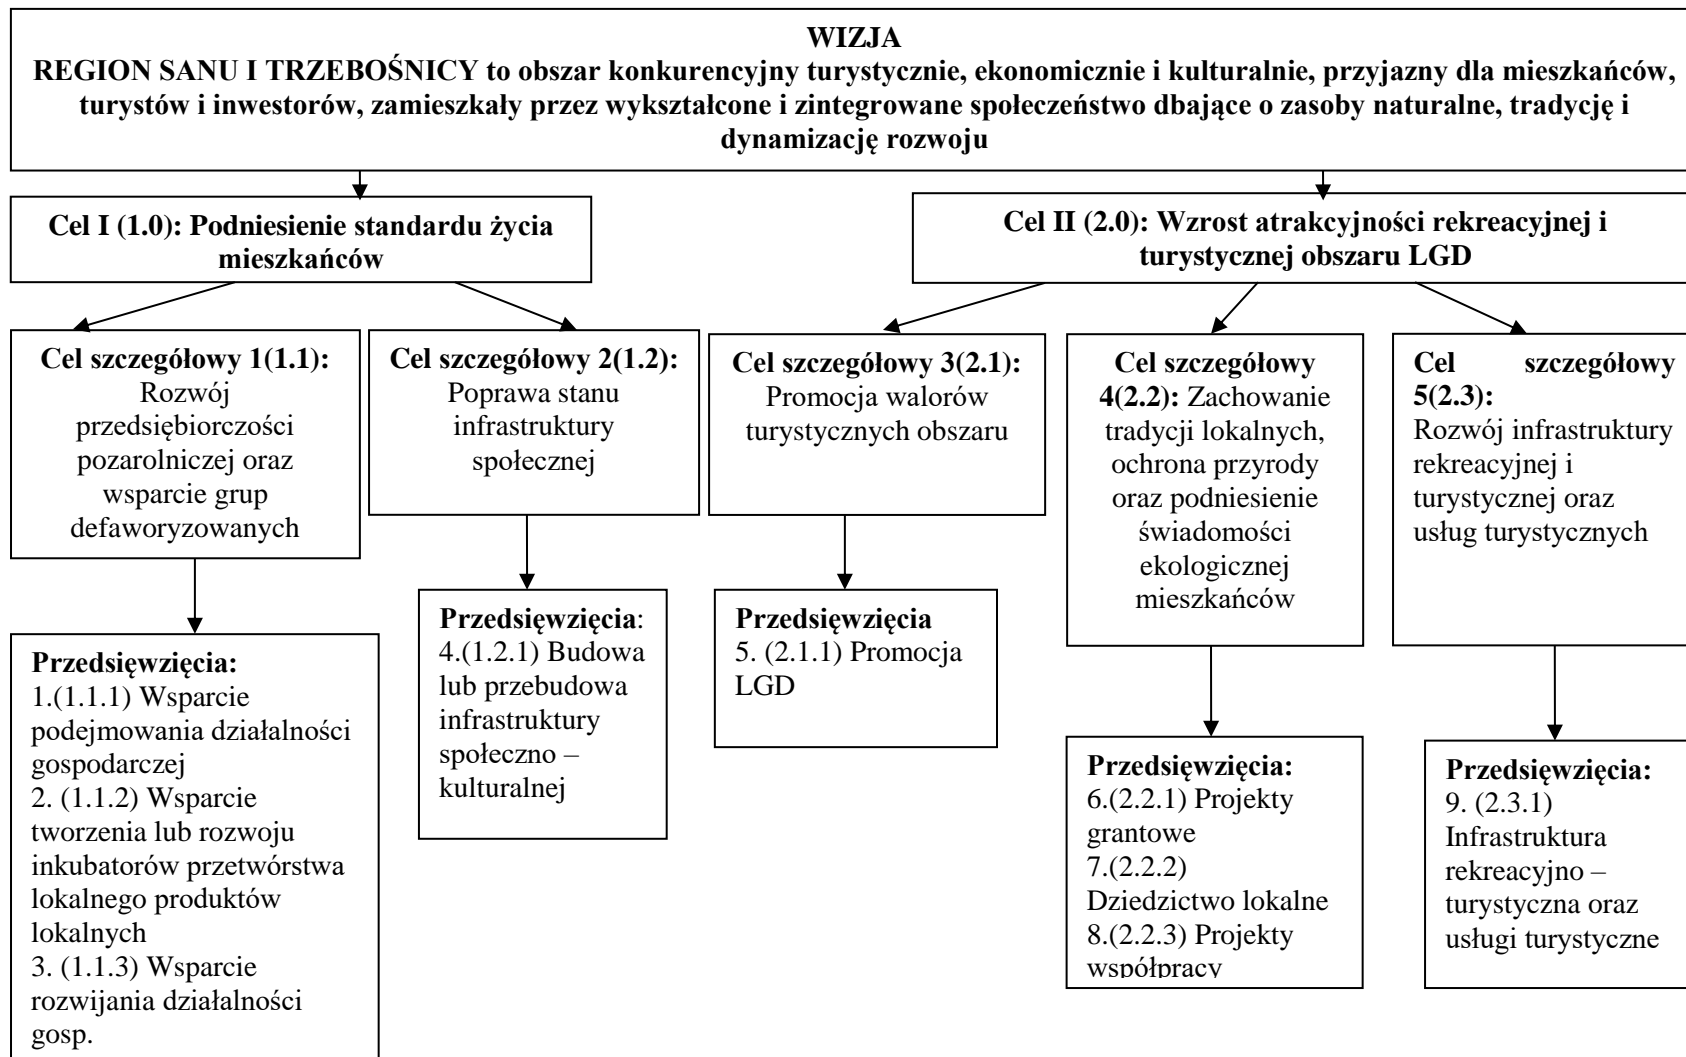 WIZJA
REGION SANU I TRZEBOŚNICY to obszar konkurencyjny turystycznie, ekonomicznie i kulturalnie, przyjazny dla mieszkańców,
turystów i inwestorów, zamieszkały przez wykształcone i zintegrowane społeczeństwo dbające o zasoby naturalne, tradycję i
dynamizację rozwoju
Cel I (1.0): Podniesienie standardu życia
mieszkańców
Cel II (2.0): Wzrost atrakcyjności rekreacyjnej i
turystycznej obszaru LGD
Cel szczegółowy 1(1.1):
Rozwój
przedsiębiorczości
pozarolniczej oraz
wsparcie grup
defaworyzowanych
Cel szczegółowy 2(1.2):
Poprawa stanu
infrastruktury
społecznej
Cel szczegółowy 3(2.1):
Promocja walorów
turystycznych obszaru
Cel szczegółowy
4(2.2): Zachowanie
tradycji lokalnych,
ochrona przyrody
oraz podniesienie
świadomości
ekologicznej
mieszkańców
Cel szczegółowy
5(2.3):
Rozwój infrastruktury
rekreacyjnej i
turystycznej oraz
usług turystycznych
Przedsięwzięcia:
1.(1.1.1) Wsparcie
podejmowania działalności
gospodarczej
2. (1.1.2) Wsparcie
tworzenia lub rozwoju
inkubatorów przetwórstwa
lokalnego produktów
lokalnych
3. (1.1.3) Wsparcie
rozwijania działalności
gosp.
Przedsięwzięcia:
4.(1.2.1) Budowa
lub przebudowa
infrastruktury
społeczno –
kulturalnej
Przedsięwzięcia
5. (2.1.1) Promocja
LGD
Przedsięwzięcia:
6.(2.2.1) Projekty
grantowe
7.(2.2.2)
Dziedzictwo lokalne
8.(2.2.3) Projekty
współpracy
Przedsięwzięcia:
9. (2.3.1)
Infrastruktura
rekreacyjno –
turystyczna oraz
usługi turystyczne